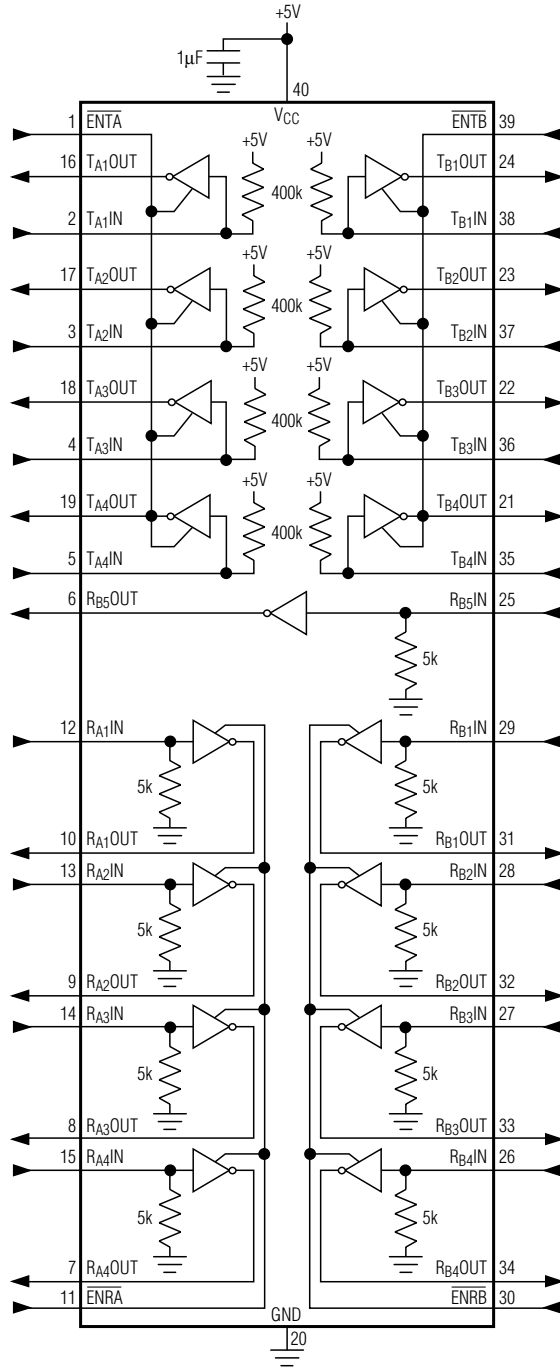 +5V
1µF
40
VCC
1 ENTA ENTB 39
16 TA1OUT +5V +5V TB1OUT 24
400k
2 TA1IN TB1IN 38
17 TA2OUT +5V +5V TB2OUT 23
400k
3 TA2IN TB2IN 37
18 TA3OUT +5V +5V TB3OUT 22
400k
4 TA3IN TB3IN 36
19 TA4OUT +5V +5V TB4OUT 21
400k
5 TA4IN TB4IN 35
6 RB5OUT RB5IN 25
5k
12 RA1IN RB1IN 29
5k 5k
10 RA1OUT RB1OUT 31
13 RA2IN RB2IN 28
5k 5k
9 RA2OUT RB2OUT 32
14 RA3IN RB3IN 27
5k 5k
8 RA3OUT RB3OUT 33
15 RA4IN RB4IN 26
5k 5k
7 RA4OUT RB4OUT 34
11 ENRA ENRB 30
GND
20